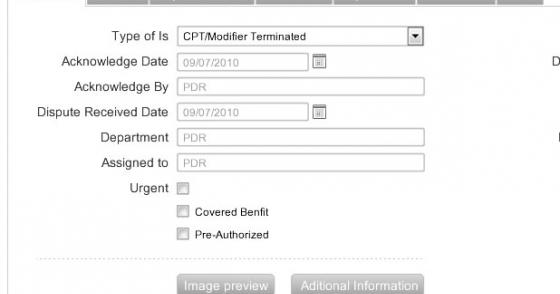 Type of Is CPT/Modifier Terminated
Acknowledge Date 09/07/2010
D
Acknowledge By PDR
Dispute Received Date 09/07/2010
Department PDR
Assigned to PDR
Urgent
Covered Benfit
Pre-Authorized
Image preview Aditional Information